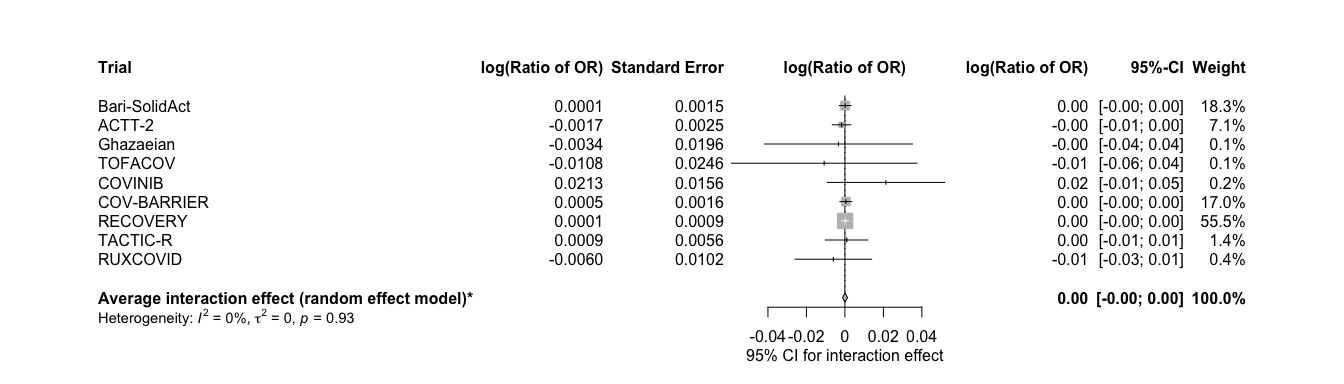 Trial log(Ratio of OR) Standard Error log(Ratio of OR) log(Ratio of OR) 95%-CI Weight
Bari-SolidAct 0.0001 0.0015 0.00 [-0.00; 0.00] 18.3%
ACTT-2 -0.0017 0.0025 -0.00 [-0.01; 0.00] 7.1%
Ghazaeian -0.0034 0.0196 -0.00 [-0.04; 0.04] 0.1%
TOFACOV -0.0108 0.0246 -0.01 [-0.06; 0.04] 0.1%
COVINIB 0.0213 0.0156 0.02 [-0.01; 0.05] 0.2%
COV-BARRIER 0.0005 0.0016 0.00 [-0.00; 0.00] 17.0%
RECOVERY 0.0001 0.0009 0.00 [-0.00; 0.00] 55.5%
TACTIC-R 0.0009 0.0056 0.00 [-0.01; 0.01] 1.4%
RUXCOVID -0.0060 0.0102 -0.01 [-0.03; 0.01] 0.4%
Average interaction effect (random effect model)* 0.00 [-0.00; 0.00] 100.0%
Heterogeneity: I² = 0%, τ² = 0, p = 0.93
-0.04 -0.02 0 0.02 0.04
95% CI for interaction effect